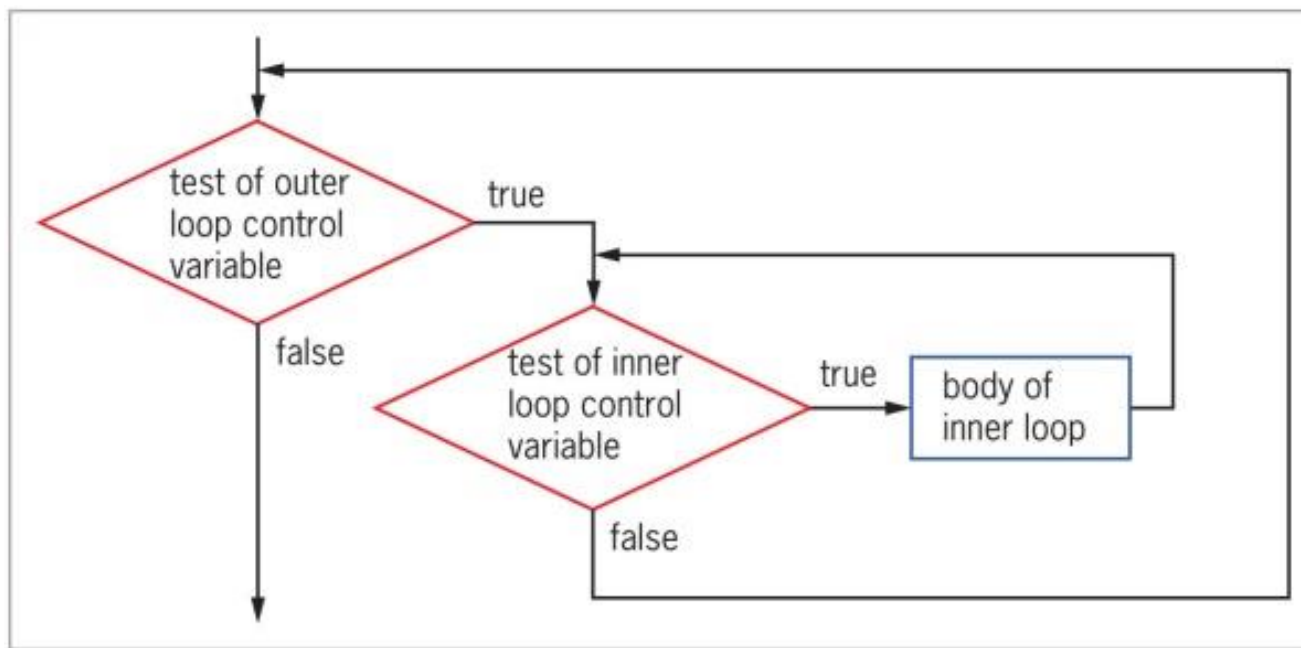 test of outer
loop control
variable
true
false
test of inner
loop control
variable
true
body of
inner loop
false